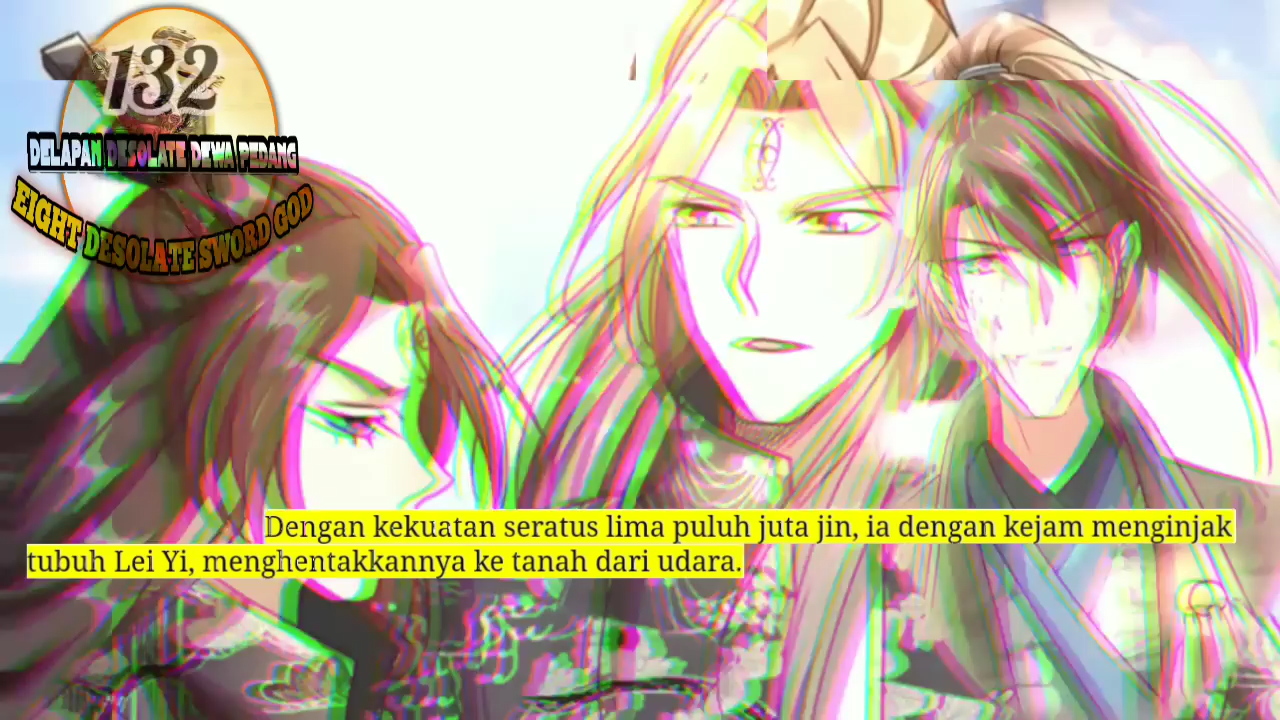 132
DELAPAN DESOLATE DEWA PEDANG
EIGHT DESOLATE SWORD GOD
Dengan kekuatan seratus lima puluh juta jin, ia dengan kejam menginjak
tubuh Lei Yi, menghentakkannya ke tanah dari udara.